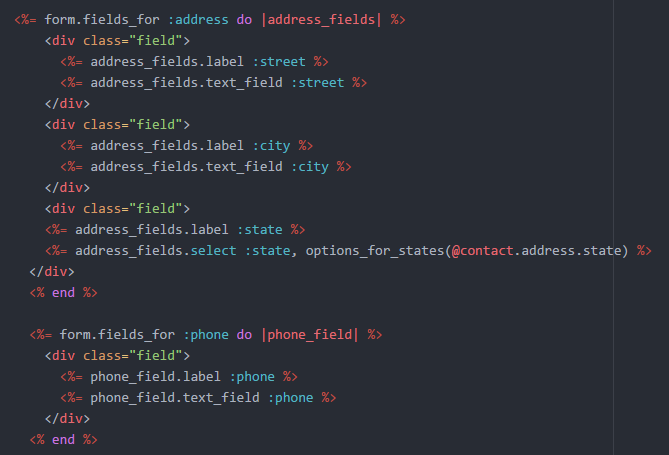 <%= form.fields_for :address do |address_fields| %>
    <div class="field">
      <%= address_fields.label :street %>
      <%= address_fields.text_field :street %>
    </div>
    <div class="field">
      <%= address_fields.label :city %>
      <%= address_fields.text_field :city %>
    </div>
    <div class="field">
    <%= address_fields.label :state %>
    <%= address_fields.select :state, options_for_states(@contact.address.state) %>
  </div>
  <% end %>

  <%= form.fields_for :phone do |phone_field| %>
    <div class="field">
      <%= phone_field.label :phone %>
      <%= phone_field.text_field :phone %>
    </div>
  <% end %>